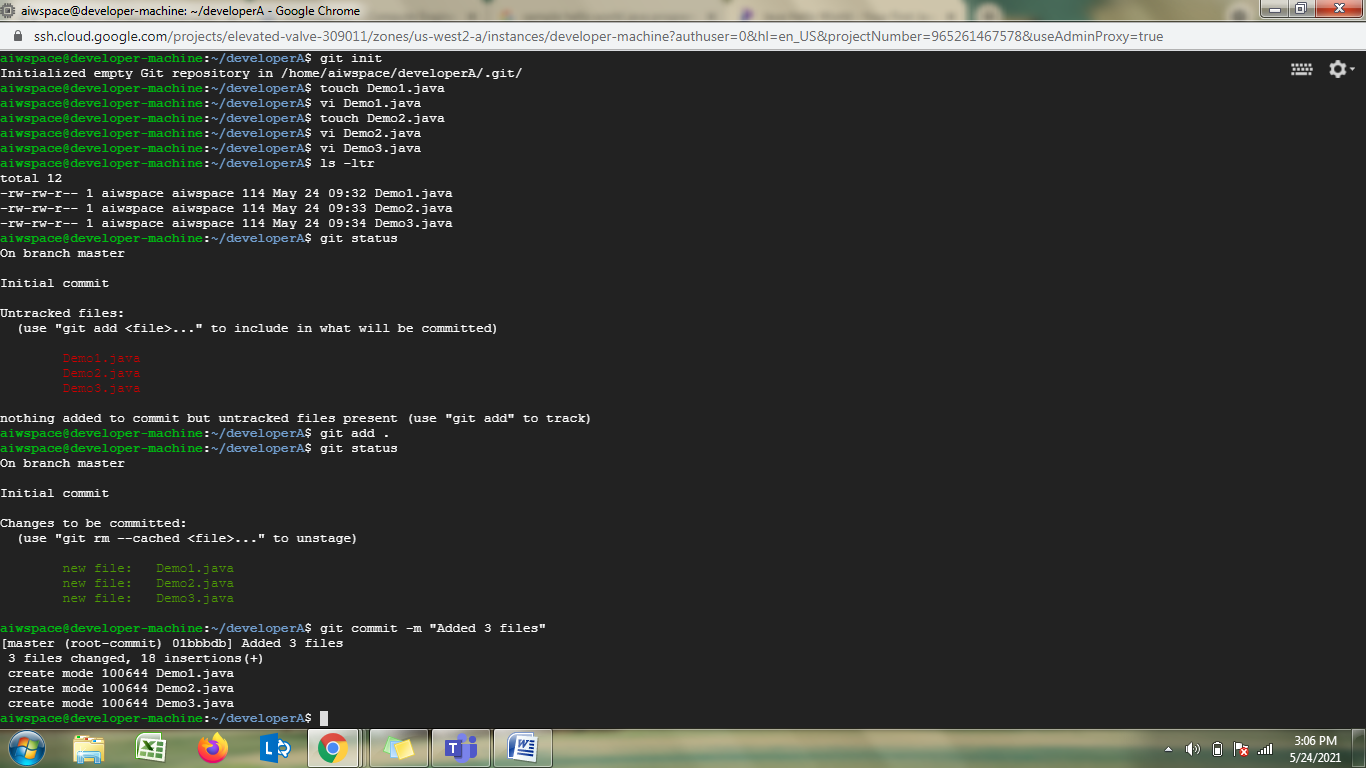 aiwspace@developer-machine: ~/developerA - Google Chrome
ssh.cloud.google.com/projects/elevated-valve-309011/zones/us-west2-a/instances/developer-machine?authuser=0&hl=en_US&projectNumber=965261467578&useAdminProxy=true
aiwspace@developer-machine:~/developerA$ git init
Initialized empty Git repository in /home/aiwspace/developerA/.git/
aiwspace@developer-machine:~/developerA$ touch Demo1.java
aiwspace@developer-machine:~/developerA$ vi Demo1.java
aiwspace@developer-machine:~/developerA$ touch Demo2.java
aiwspace@developer-machine:~/developerA$ vi Demo2.java
aiwspace@developer-machine:~/developerA$ vi Demo3.java
aiwspace@developer-machine:~/developerA$ ls -ltr
total 12
-rw-rw-r-- 1 aiwspace aiwspace 114 May 24 09:32 Demo1.java
-rw-rw-r-- 1 aiwspace aiwspace 114 May 24 09:33 Demo2.java
-rw-rw-r-- 1 aiwspace aiwspace 114 May 24 09:34 Demo3.java
aiwspace@developer-machine:~/developerA$ git status
On branch master
Initial commit
Untracked files:
  (use "git add <file>..." to include in what will be committed)
        Demo1.java
        Demo2.java
        Demo3.java
nothing added to commit but untracked files present (use "git add" to track)
aiwspace@developer-machine:~/developerA$ git add .
aiwspace@developer-machine:~/developerA$ git status
On branch master
Initial commit
Changes to be committed:
  (use "git rm --cached <file>..." to unstage)
        new file:   Demo1.java
        new file:   Demo2.java
        new file:   Demo3.java
aiwspace@developer-machine:~/developerA$ git commit -m "Added 3 files"
[master (root-commit) 01bbbdb] Added 3 files
 3 files changed, 18 insertions(+)
 create mode 100644 Demo1.java
 create mode 100644 Demo2.java
 create mode 100644 Demo3.java
aiwspace@developer-machine:~/developerA$
3:06 PM
5/24/2021